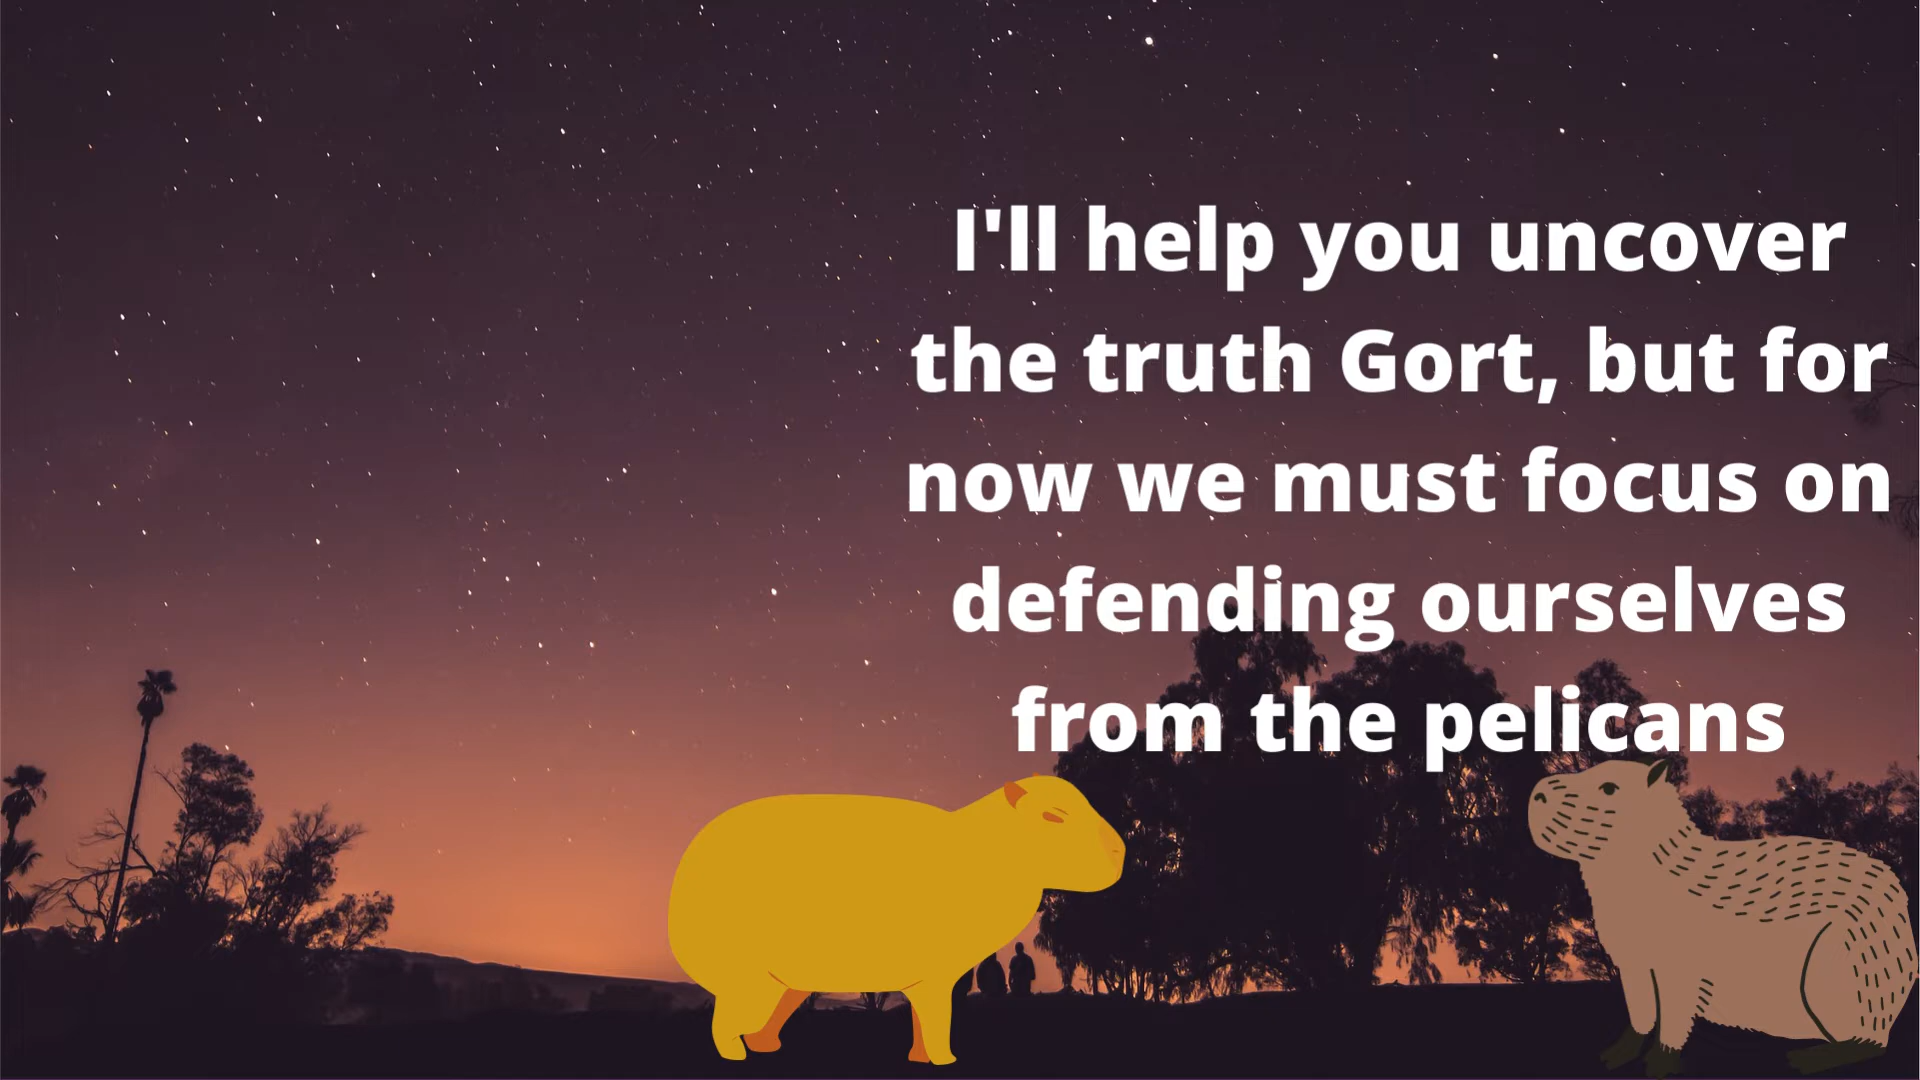 I'll help you uncover
the truth Gort, but for
now we must focus on
defending ourselves
from the pelicans